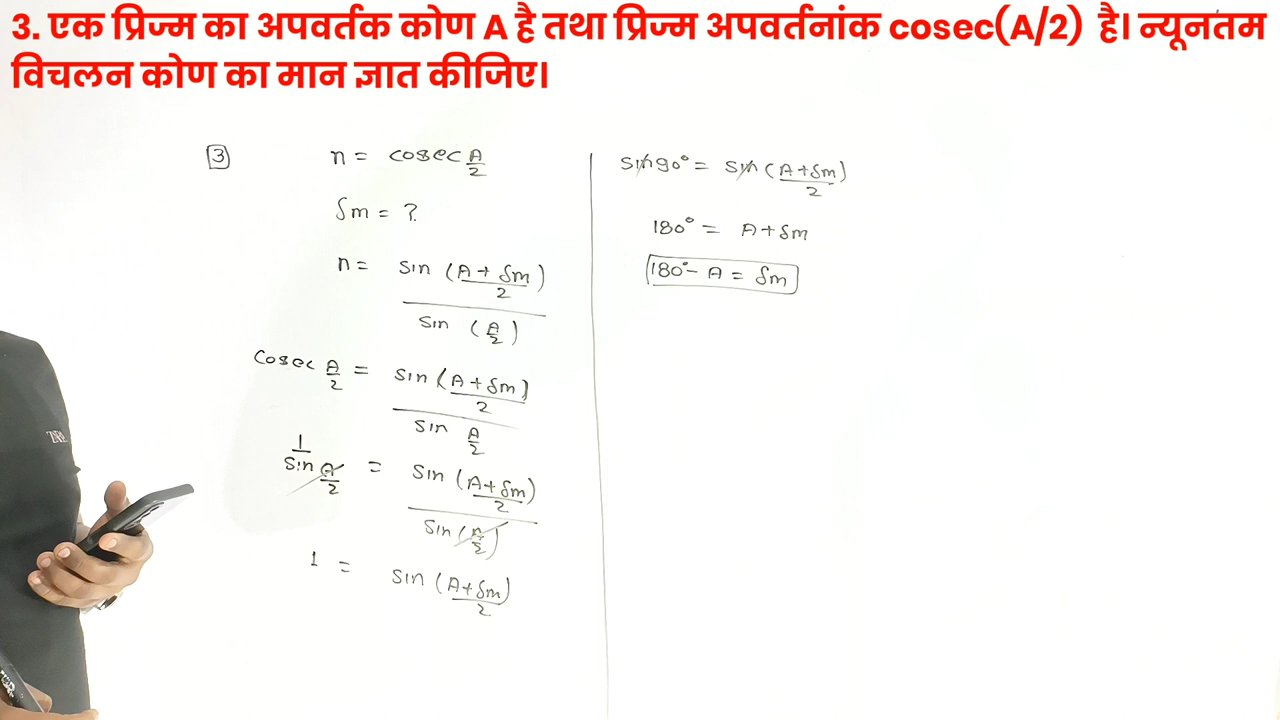 3. एक प्रिज्म का अपवर्तक कोण A है तथा प्रिज्म अपवर्तनांक cosec(A/2) है। न्यूनतम
विचलन कोण का मान ज्ञात कीजिए।
3
n = cosec A/2
δm = ?
n = sin (A + δm/2) / sin (A/2)
cosec A/2 = sin (A + δm/2) / sin A/2
1/sin A/2 = sin (A + δm/2) / sin (A/2)
1 = sin (A + δm/2)
sin 90° = sin (A + δm/2)
180° = A + δm
180° - A = δm